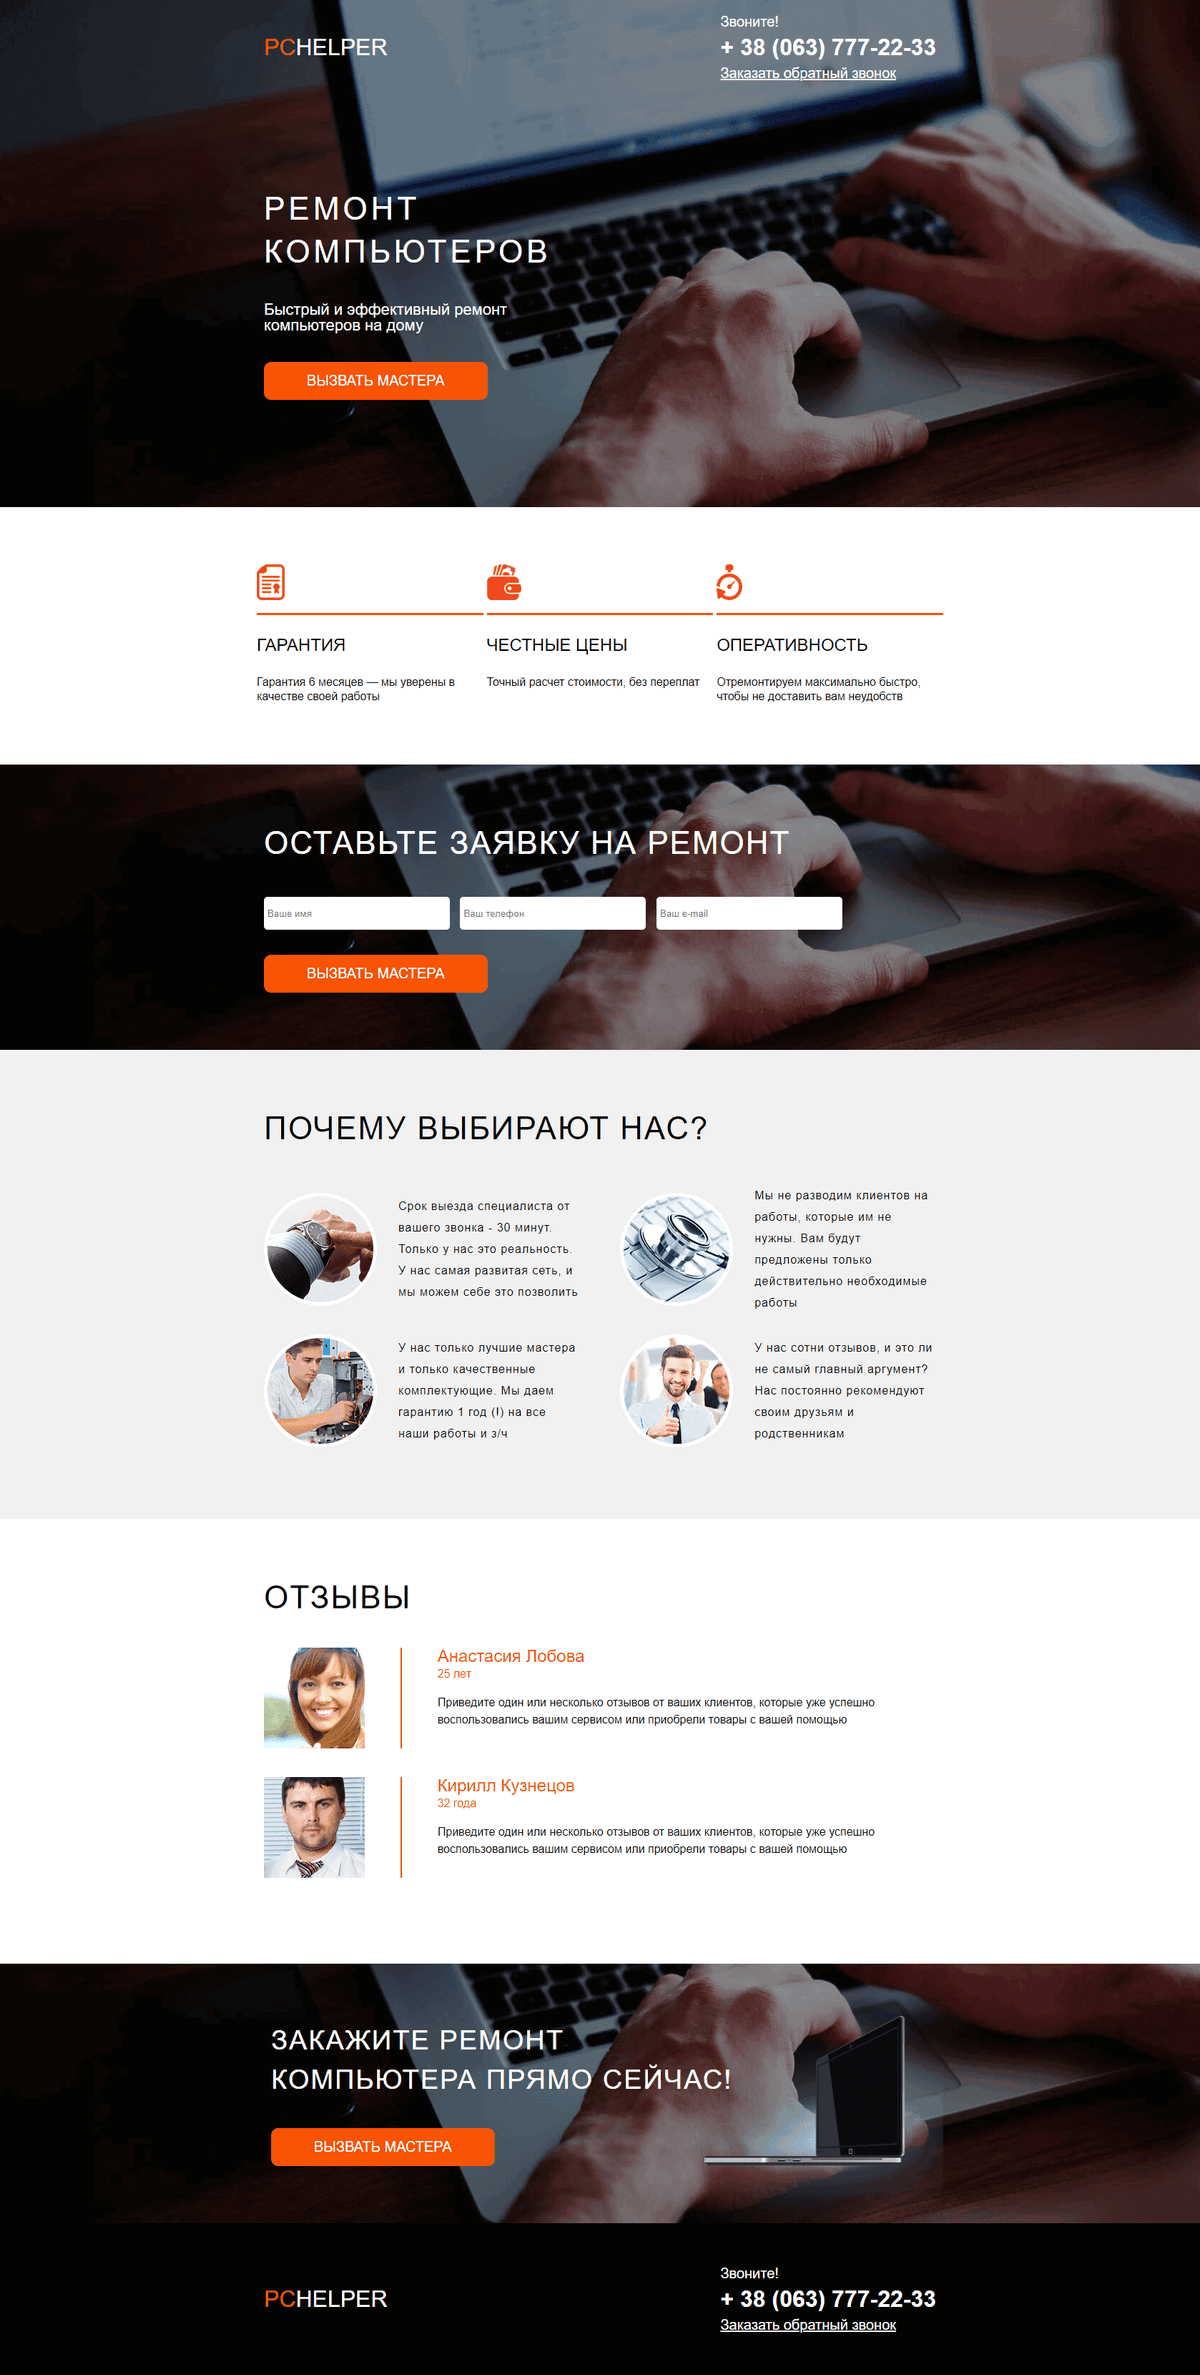 PCHELPER
Звоните!
+ 38 (063) 777-22-33
Заказать обратный звонок
РЕМОНТ
КОМПЬЮТЕРОВ
Быстрый и эффективный ремонт
компьютеров на дому
ВЫЗВАТЬ МАСТЕРА
ГАРАНТИЯ
Гарантия 6 месяцев — мы уверены в
качестве своей работы
ЧЕСТНЫЕ ЦЕНЫ
Точный расчет стоимости, без переплат
ОПЕРАТИВНОСТЬ
Отремонтируем максимально быстро,
чтобы не доставить вам неудобств
ОСТАВЬТЕ ЗАЯВКУ НА РЕМОНТ
Ваше имя
Ваш телефон
Ваш e-mail
ВЫЗВАТЬ МАСТЕРА
ПОЧЕМУ ВЫБИРАЮТ НАС?
Срок выезда специалиста от
вашего звонка - 30 минут.
Только у нас это реальность.
У нас самая развитая сеть, и
мы можем себе это позволить
Мы не разводим клиентов на
работы, которые им не
нужны. Вам будут
предложены только
действительно необходимые
работы
У нас только лучшие мастера
и только качественные
комплектующие. Мы даем
гарантию 1 год (!) на все
наши работы и з/ч
У нас сотни отзывов, и это ли
не самый главный аргумент?
Нас постоянно рекомендуют
своим друзьям и
родственникам
ОТЗЫВЫ
Анастасия Лобова
25 лет
Приведите один или несколько отзывов от ваших клиентов, которые уже успешно
воспользовались вашим сервисом или приобрели товары с вашей помощью
Кирилл Кузнецов
32 года
Приведите один или несколько отзывов от ваших клиентов, которые уже успешно
воспользовались вашим сервисом или приобрели товары с вашей помощью
ЗАКАЖИТЕ РЕМОНТ
КОМПЬЮТЕРА ПРЯМО СЕЙЧАС!
ВЫЗВАТЬ МАСТЕРА
PCHELPER
Звоните!
+ 38 (063) 777-22-33
Заказать обратный звонок